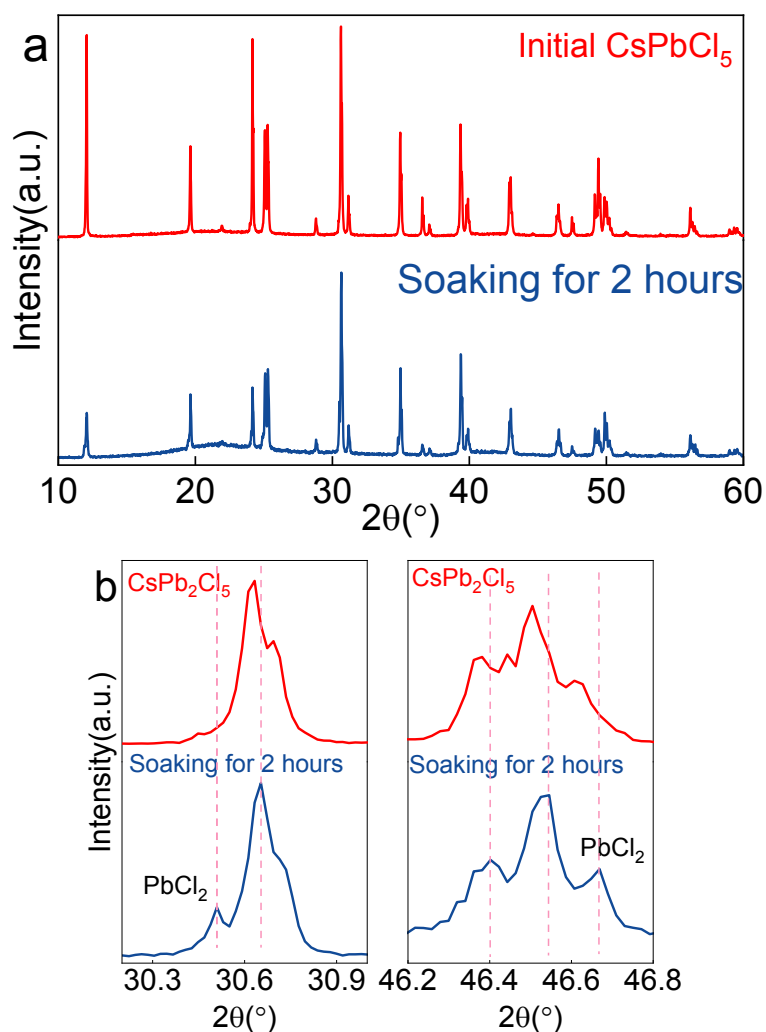 a
Initial CsPbCl₅
Soaking for 2 hours
Intensity(a.u.)
10 20 30 40 50 60
2θ(°)
b
CsPb₂Cl₅
CsPb₂Cl₅
Soaking for 2 hours
Soaking for 2 hours
PbCl₂
PbCl₂
Intensity(a.u.)
30.3 30.6 30.9
46.2 46.4 46.6 46.8
2θ(°)
2θ(°)